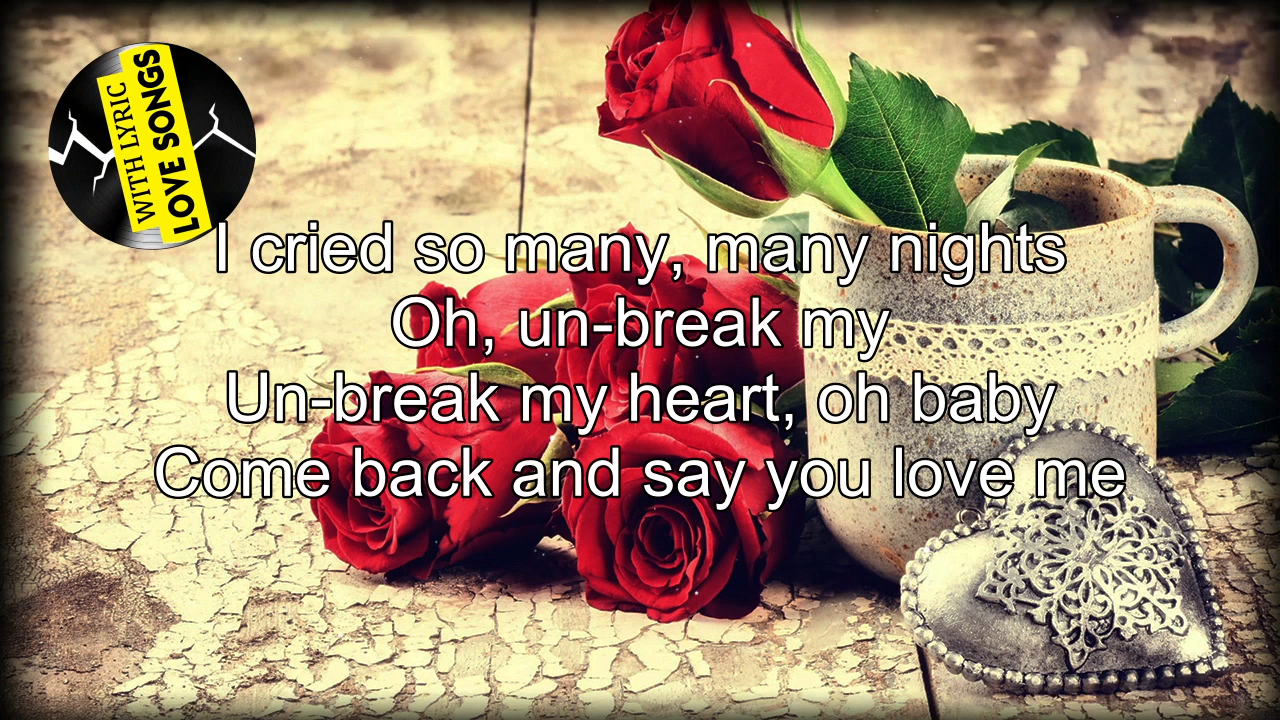 WITH LYRIC
LOVE SONGS
I cried so many, many nights
Oh, un-break my
Un-break my heart, oh baby
Come back and say you love me